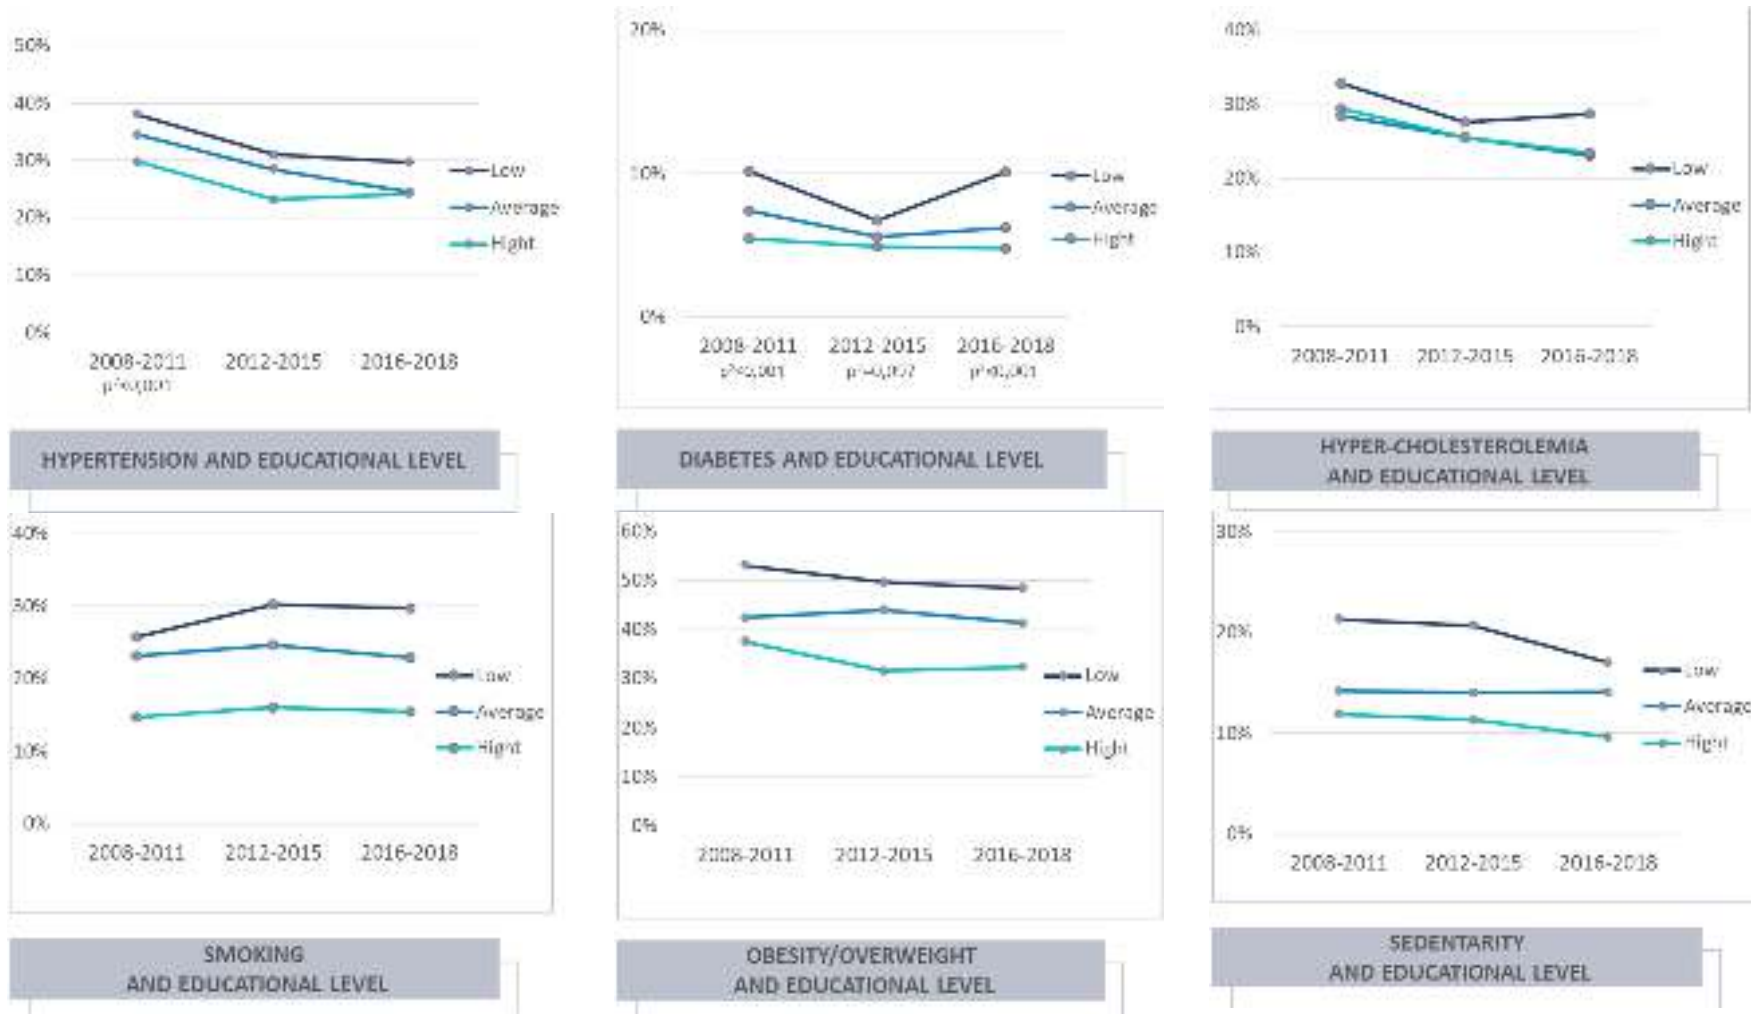 50%
40%
30%
20%
10%
0%
2008-2011
2012-2015
2016-2018
Low
Average
Hight
HYPERTENSION AND EDUCATIONAL LEVEL
20%
10%
0%
2008-2011
2012-2015
2016-2018
Low
Average
Hight
DIABETES AND EDUCATIONAL LEVEL
40%
30%
20%
10%
0%
2008-2011
2012-2015
2016-2018
Low
Average
Hight
HYPER-CHOLESTEROLEMIA
AND EDUCATIONAL LEVEL
40%
30%
20%
10%
0%
2008-2011
2012-2015
2016-2018
Low
Average
Hight
SMOKING
AND EDUCATIONAL LEVEL
60%
50%
40%
30%
20%
10%
0%
2008-2011
2012-2015
2016-2018
Low
Average
Hight
OBESITY/OVERWEIGHT
AND EDUCATIONAL LEVEL
30%
20%
10%
0%
2008-2011
2012-2015
2016-2018
Low
Average
Hight
SEDENTARITY
AND EDUCATIONAL LEVEL